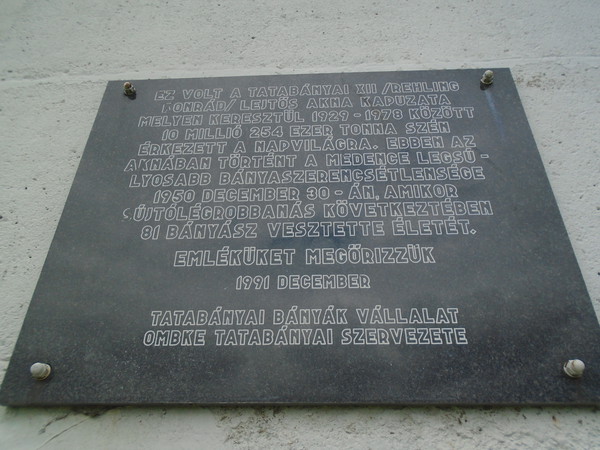 EZ VOLT A TATABÁNYAI XII /REHLING
KONRÁD/ LEJTŐS AKNA KAPUZATA
MELYEN KERESZTÜL 1929-1978 KÖZÖTT
10 MILLIÓ 254 EZER TONNA SZÉN
ÉRKEZETT A NAPVILÁGRA. EBBEN AZ
AKNÁBAN TÖRTÉNT A MEDENCE LEGSÚ-
LYOSABB BÁNYASZERENCSÉTLENSÉGE
1950 DECEMBER 30-ÁN, AMIKOR
SÚJTÓLÉGROBBANÁS KÖVETKEZTÉBEN
81 BÁNYÁSZ VESZTETTE ÉLETÉT.
EMLÉKÜKET MEGŐRIZZÜK
1991 DECEMBER
TATABÁNYAI BÁNYÁK VÁLLALAT
OMBKE TATABÁNYAI SZERVEZETE